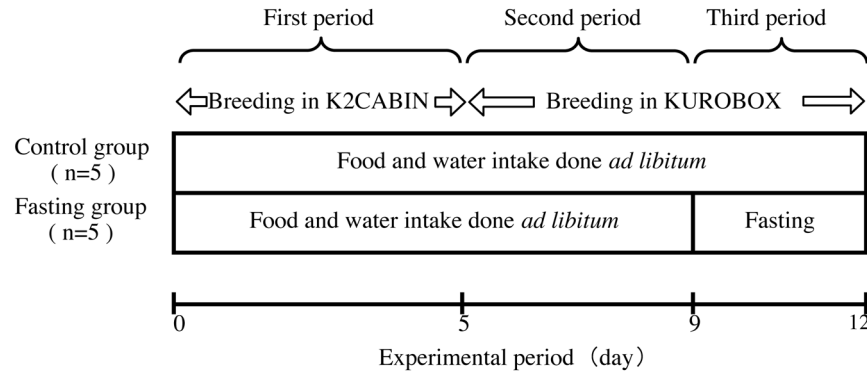 First period Second period Third period
Breeding in K2CABIN Breeding in KUROBOX
Control group
( n=5 )
Food and water intake done ad libitum
Fasting group
( n=5 )
Food and water intake done ad libitum Fasting
0 5 9 12
Experimental period （day）